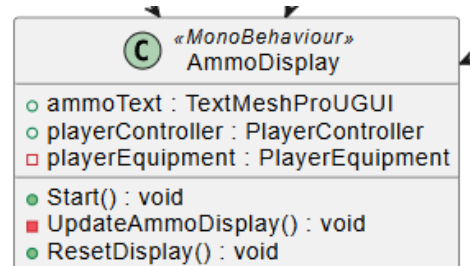 C
«MonoBehaviour»
AmmoDisplay
ammoText : TextMeshProUGUI
playerController : PlayerController
playerEquipment : PlayerEquipment
Start() : void
UpdateAmmoDisplay() : void
ResetDisplay() : void